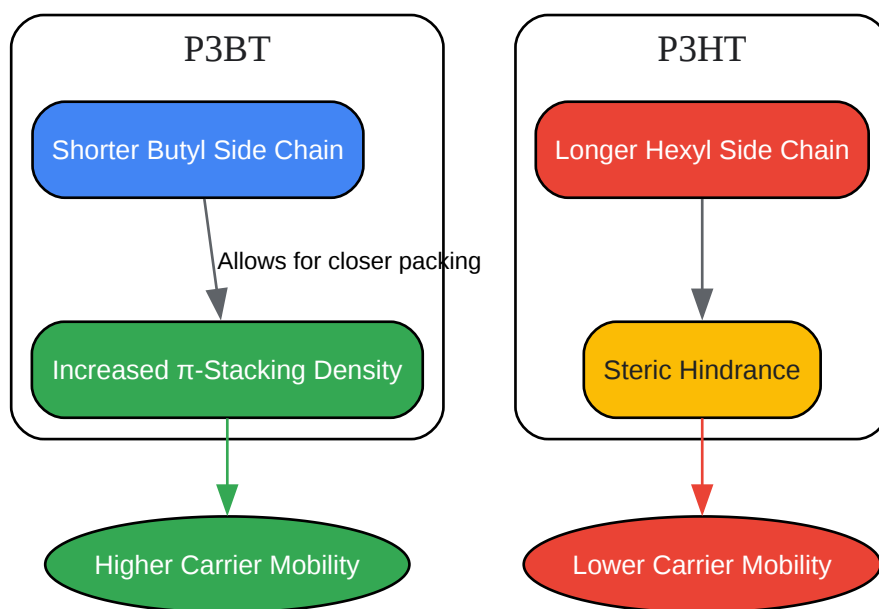 P3BT
Shorter Butyl Side Chain
Allows for closer packing
Increased π-Stacking Density
Higher Carrier Mobility
P3HT
Longer Hexyl Side Chain
Steric Hindrance
Lower Carrier Mobility